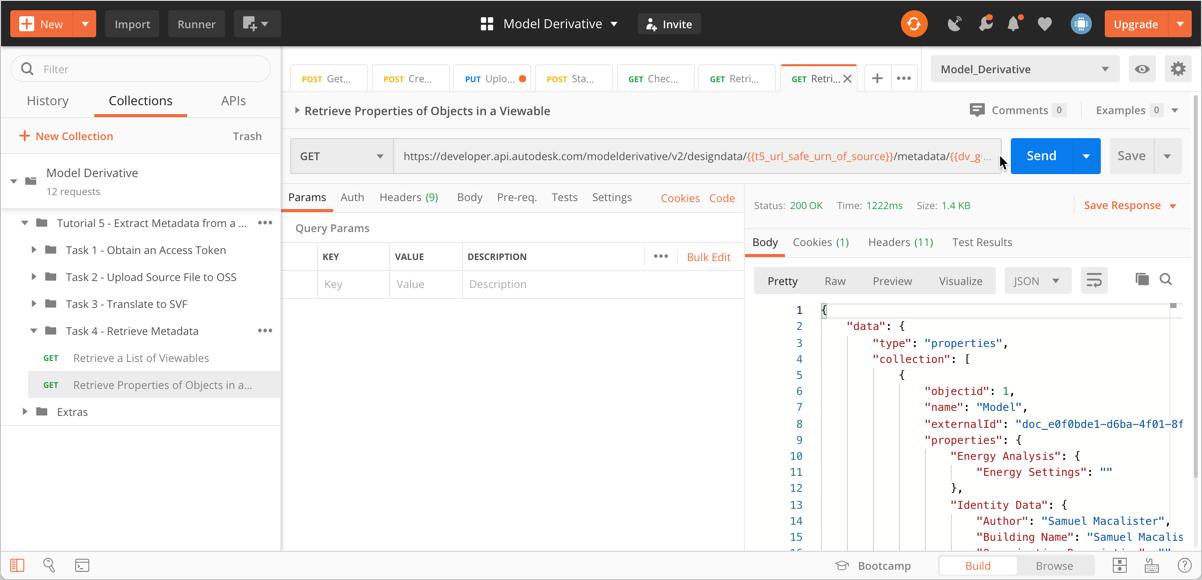 New Import Runner Model Derivative Invite Upgrade
Filter
History Collections APIs
New Collection Trash
Model Derivative
12 requests
Tutorial 5 - Extract Metadata from a ...
Task 1 - Obtain an Access Token
Task 2 - Upload Source File to OSS
Task 3 - Translate to SVF
Task 4 - Retrieve Metadata
GET Retrieve a List of Viewables
GET Retrieve Properties of Objects in a...
Extras
POST Get... POST Cre... PUT Uplo... POST Sta... GET Chec... GET Retri... GET Retri... Model_Derivative
Retrieve Properties of Objects in a Viewable Comments 0 Examples 0
GET https://developer.api.autodesk.com/modelderivative/v2/designdata/{{t5_url_safe_urn_of_source}}/metadata/{{dv_g... Send Save
Params Auth Headers (9) Body Pre-req. Tests Settings Cookies Code
Query Params
KEY VALUE DESCRIPTION Bulk Edit
Key Value Description
Status: 200 OK Time: 1222ms Size: 1.4 KB Save Response
Body Cookies (1) Headers (11) Test Results
Pretty Raw Preview Visualize JSON
1 {
2 "data": {
3 "type": "properties",
4 "collection": [
5 {
6 "objectid": 1,
7 "name": "Model",
8 "externalId": "doc_e0f0bde1-d6ba-4f01-8f
9 "properties": {
10 "Energy Analysis": {
11 "Energy Settings": ""
12 },
13 "Identity Data": {
14 "Author": "Samuel Macalister",
15 "Building Name": "Samuel Macalis
Bootcamp Build Browse